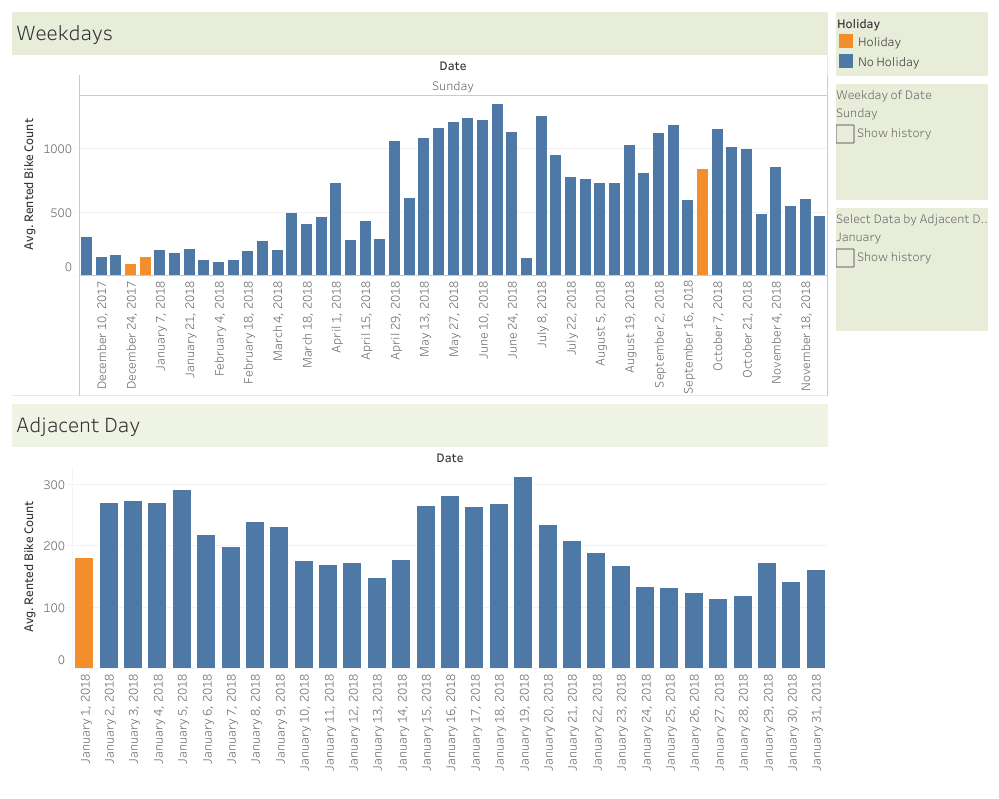 Weekdays
Date
Sunday
Avg. Rented Bike Count
1000
500
0
December 10, 2017
December 24, 2017
January 7, 2018
January 21, 2018
February 4, 2018
February 18, 2018
March 4, 2018
March 18, 2018
April 1, 2018
April 15, 2018
April 29, 2018
May 13, 2018
May 27, 2018
June 10, 2018
June 24, 2018
July 8, 2018
July 22, 2018
August 5, 2018
August 19, 2018
September 2, 2018
September 16, 2018
October 7, 2018
October 21, 2018
November 4, 2018
November 18, 2018
Holiday
Holiday
No Holiday
Weekday of Date
Sunday
Show history
Select Data by Adjacent D..
January
Show history
Adjacent Day
Date
Avg. Rented Bike Count
300
200
100
0
January 1, 2018
January 2, 2018
January 3, 2018
January 4, 2018
January 5, 2018
January 6, 2018
January 7, 2018
January 8, 2018
January 9, 2018
January 10, 2018
January 11, 2018
January 12, 2018
January 13, 2018
January 14, 2018
January 15, 2018
January 16, 2018
January 17, 2018
January 18, 2018
January 19, 2018
January 20, 2018
January 21, 2018
January 22, 2018
January 23, 2018
January 24, 2018
January 25, 2018
January 26, 2018
January 27, 2018
January 28, 2018
January 29, 2018
January 30, 2018
January 31, 2018